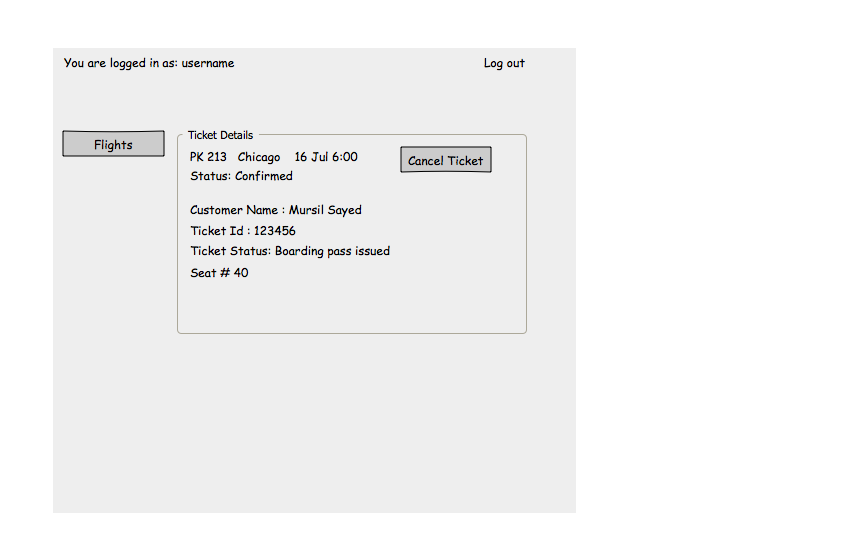 You are logged in as: username Log out
Flights
Ticket Details
PK 213 Chicago 16 Jul 6:00
Cancel Ticket
Status: Confirmed
Customer Name : Mursil Sayed
Ticket Id : 123456
Ticket Status: Boarding pass issued
Seat # 40